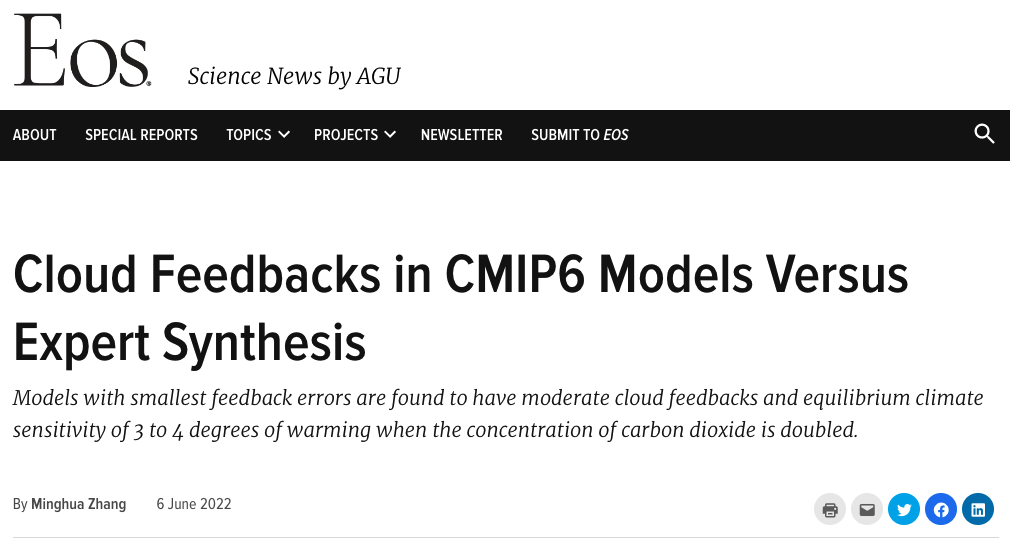 Eos®
Science News by AGU
ABOUT SPECIAL REPORTS TOPICS PROJECTS NEWSLETTER SUBMIT TO EOS
Cloud Feedbacks in CMIP6 Models Versus
Expert Synthesis
Models with smallest feedback errors are found to have moderate cloud feedbacks and equilibrium climate
sensitivity of 3 to 4 degrees of warming when the concentration of carbon dioxide is doubled.
By Minghua Zhang 6 June 2022